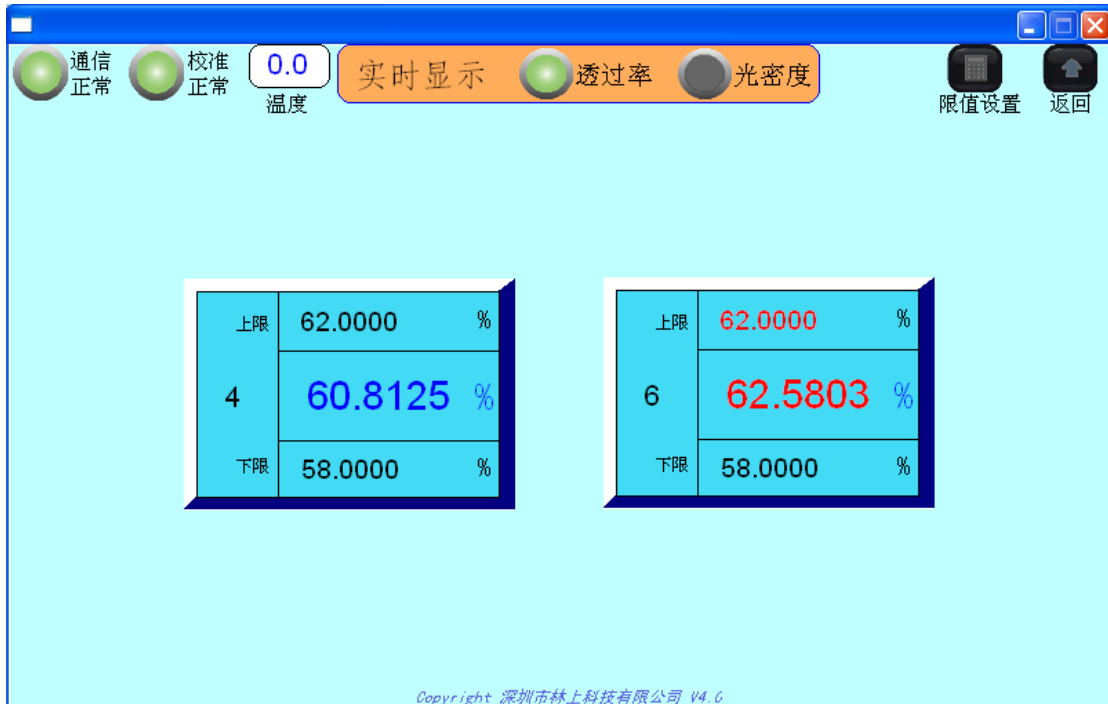 通信
正常
校准
正常
0.0
温度
实时显示
透过率
光密度
限值设置
返回
上限 62.0000 %
4 60.8125 %
下限 58.0000 %
上限 62.0000 %
6 62.5803 %
下限 58.0000 %
Copyright 深圳市林上科技有限公司